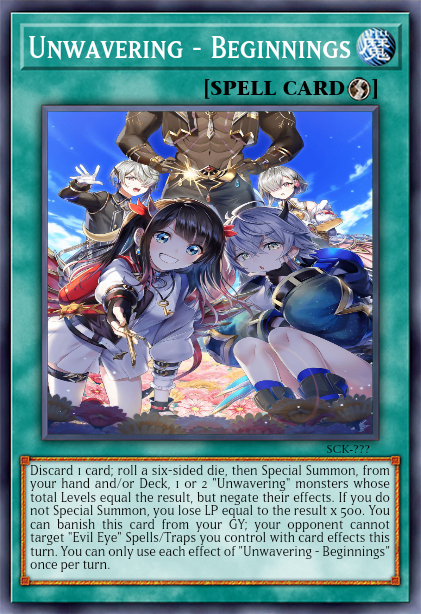 Unwavering - Beginnings
魔
[SPELL CARD]
SCK-???
Discard 1 card; roll a six-sided die, then Special Summon, from
your hand and/or Deck, 1 or 2 "Unwavering" monsters whose
total Levels equal the result, but negate their effects. If you do
not Special Summon, you lose LP equal to the result x 500. You
can banish this card from your GY; your opponent cannot
target "Evil Eye" Spells/Traps you control with card effects this
turn. You can only use each effect of "Unwavering - Beginnings"
once per turn.